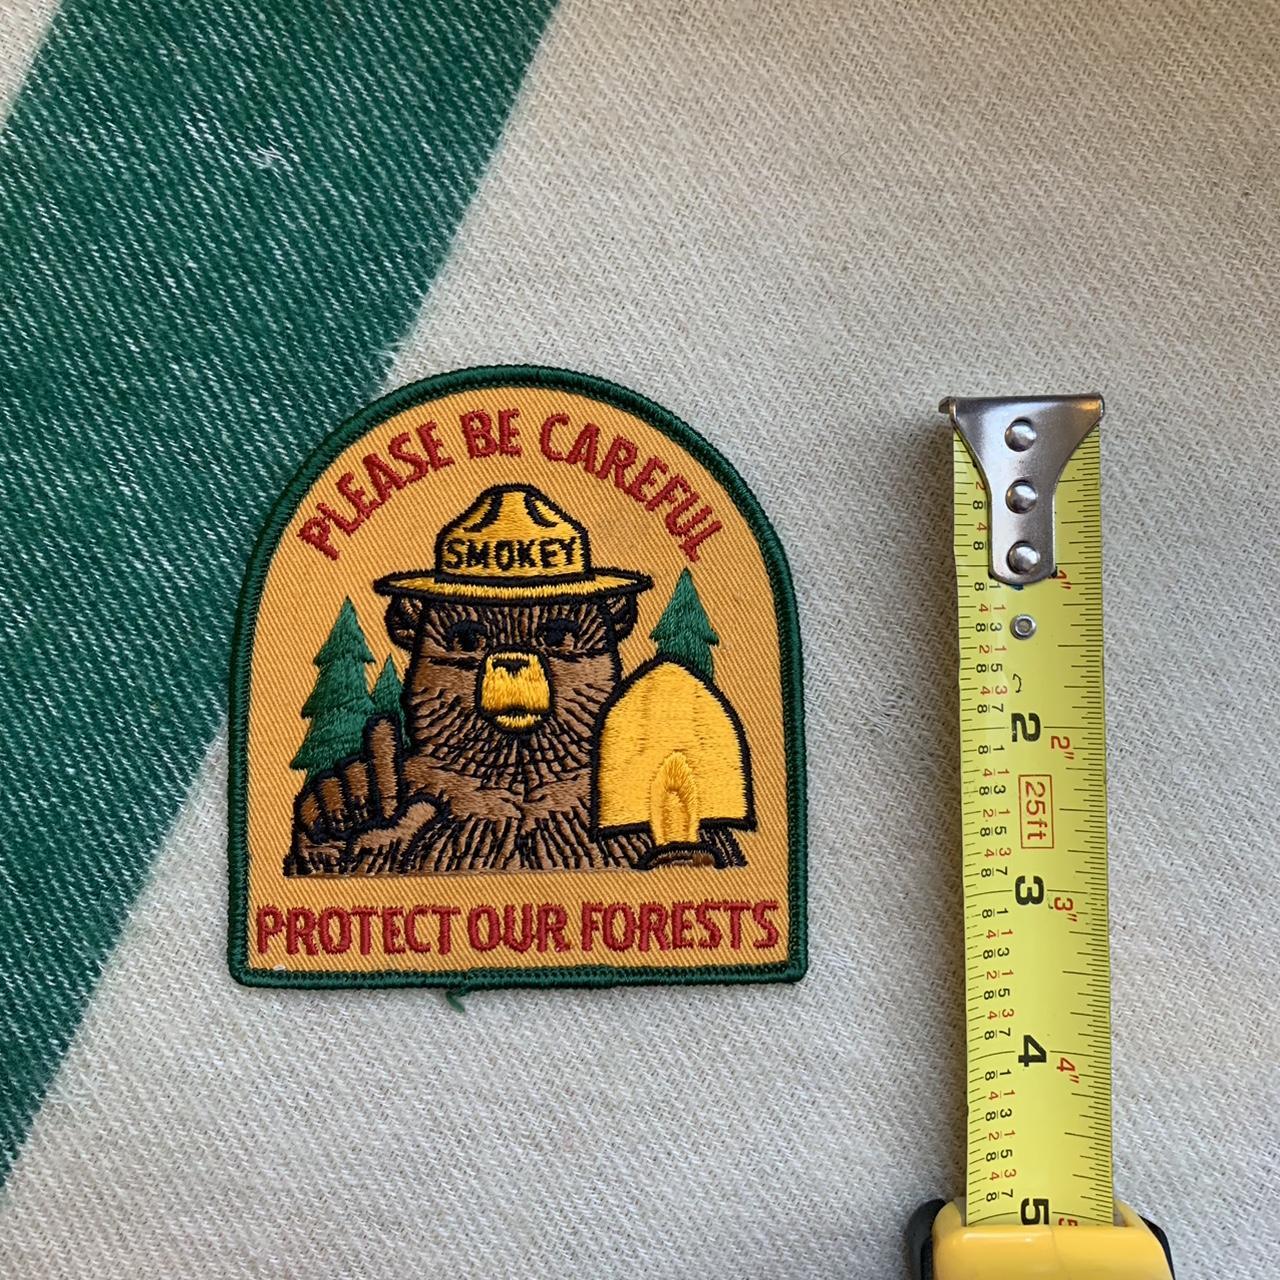 PLEASE BE CAREFUL
SMOKEY
PROTECT OUR FORESTS
1"
2
2"
25ft
3
3"
4
4"
5